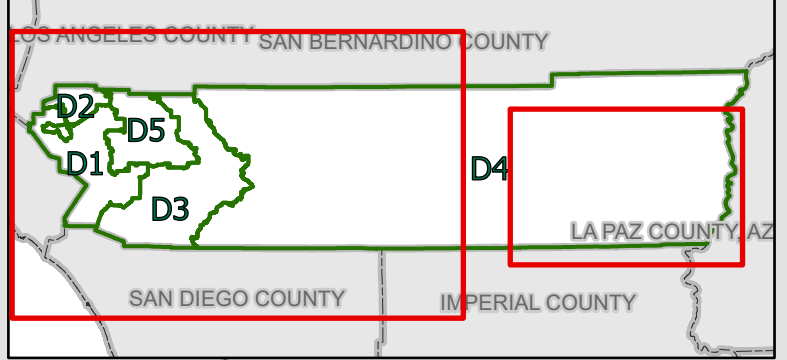 LOS ANGELES COUNTY
SAN BERNARDINO COUNTY
D2
D5
D1
D4
D3
LA PAZ COUNTY, AZ
SAN DIEGO COUNTY
IMPERIAL COUNTY